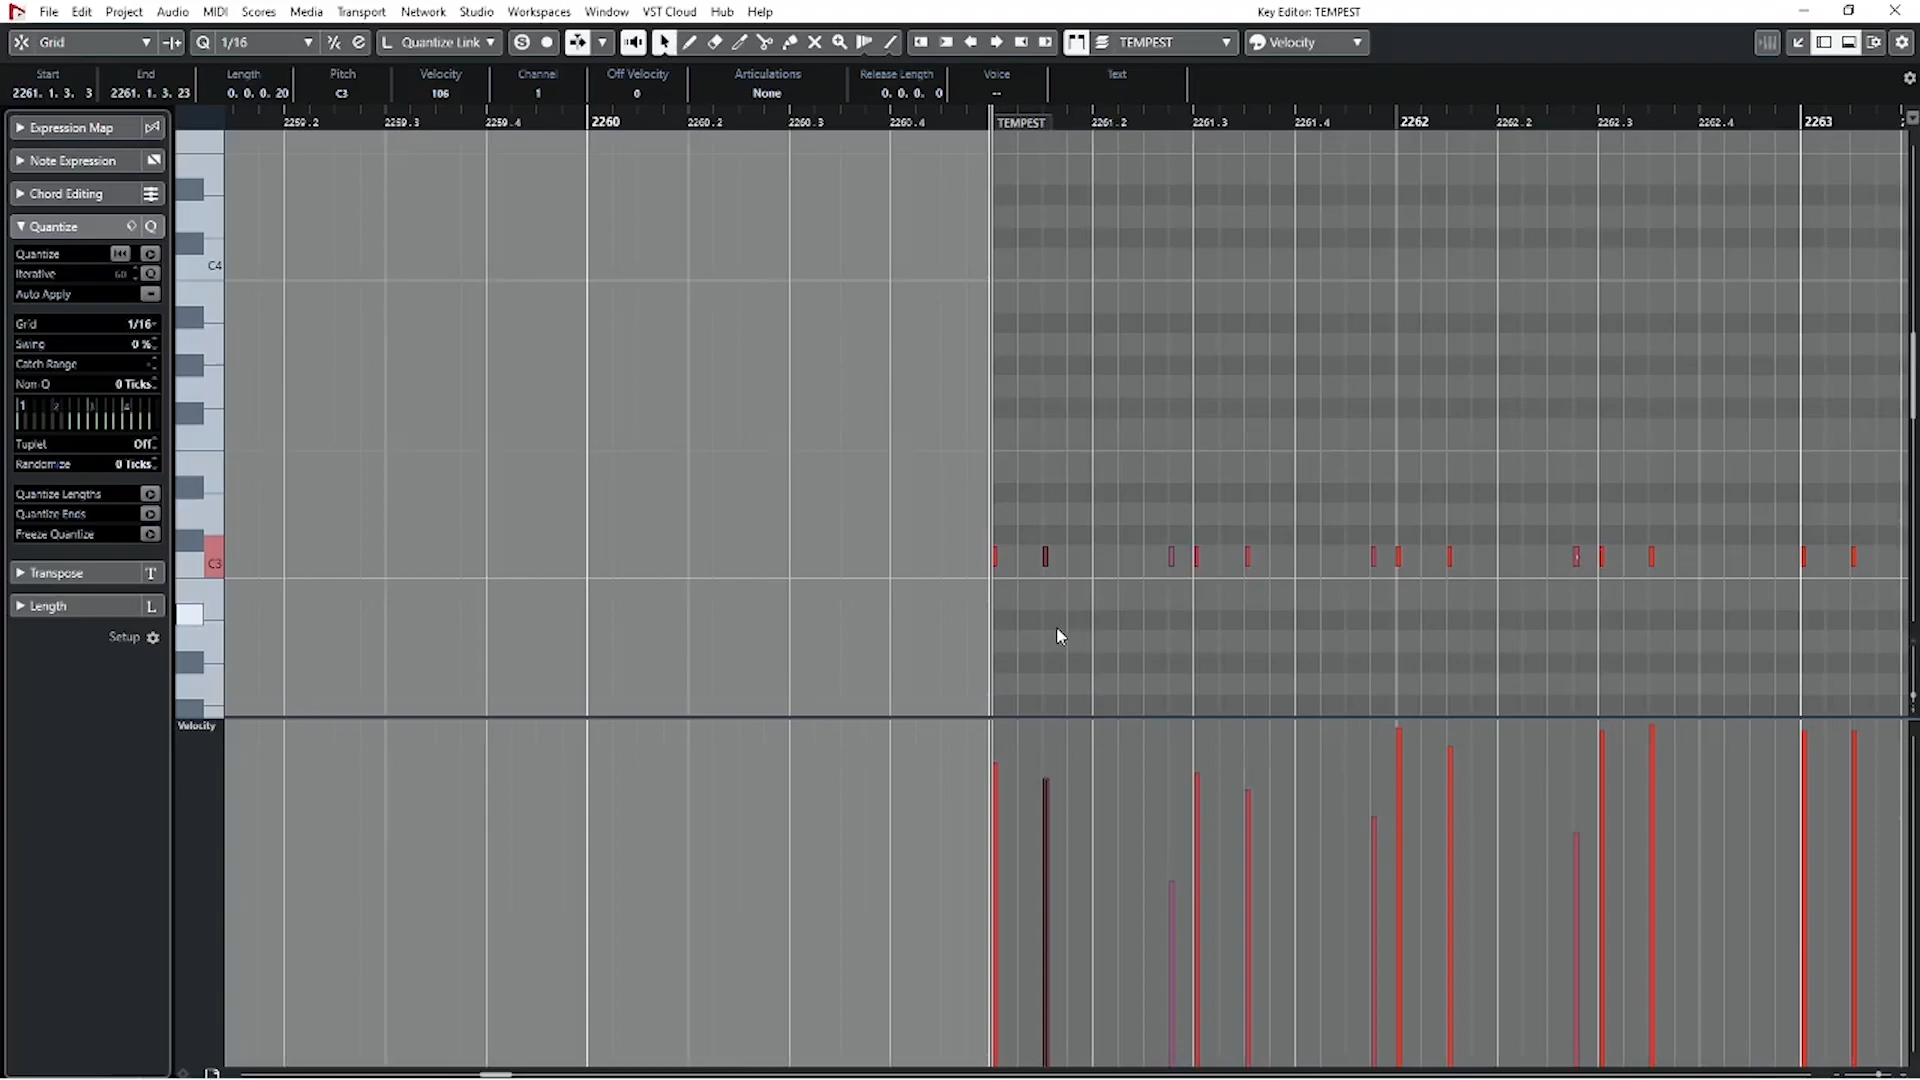 File Edit Project Audio MIDI Scores Media Transport Network Studio Workspaces Window VST Cloud Hub Help Key Editor: TEMPEST
Grid Q 1/16 L Quantize Link TEMPEST Velocity
Start End Length Pitch Velocity Channel Off Velocity Articulations Release Length Voice Text
2261. 1. 3. 3 2261. 1. 3. 23 0. 0. 0. 20 C3 106 1 0 None 0. 0. 0. 0 --
2259.2 2259.3 2259.4 2260 2260.2 2260.3 2260.4 TEMPEST 2261.2 2261.3 2261.4 2262 2262.2 2262.3 2262.4 2263
Expression Map
Note Expression
Chord Editing
Quantize Q
Quantize
Iterative 60 Q
Auto Apply
Grid 1/16
Swing 0 %
Catch Range -
Non-Q 0 Ticks
1 2 3 4
Tuplet Off
Randomize 0 Ticks
Quantize Lengths
Quantize Ends
Freeze Quantize
Transpose T
Length L
Setup
C4
C3
Velocity